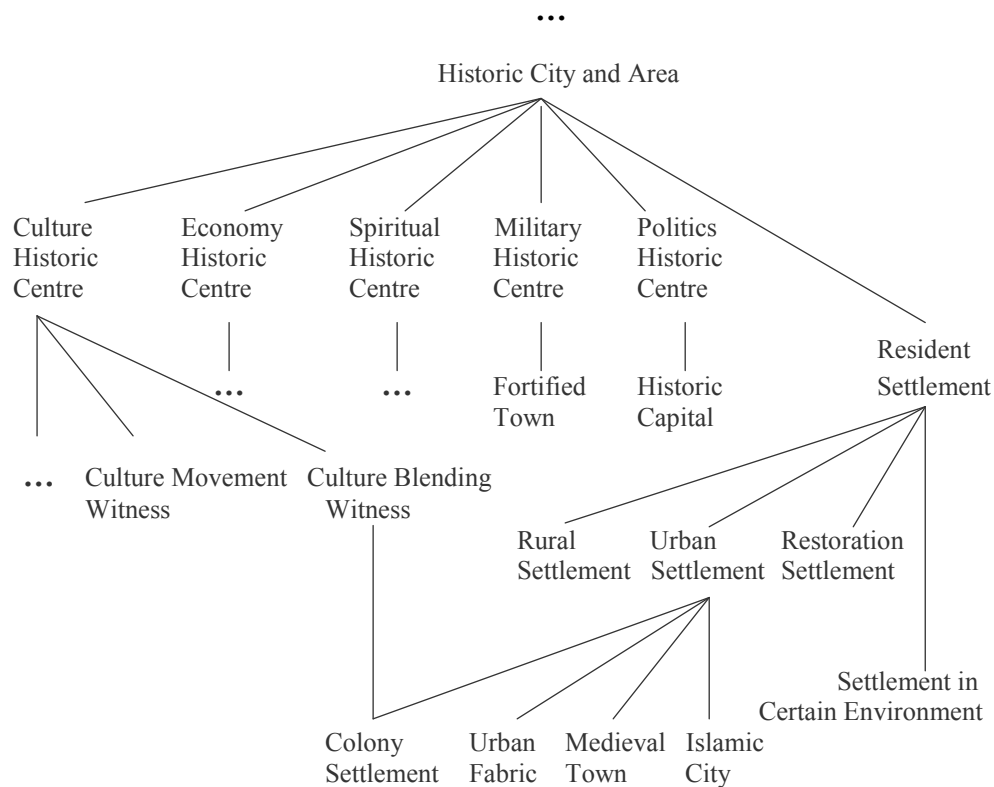 ...
Historic City and Area
Culture
Historic
Centre
Economy
Historic
Centre
Spiritual
Historic
Centre
Military
Historic
Centre
Politics
Historic
Centre
Resident
Settlement
...
...
Fortified
Town
Historic
Capital
...
Culture Movement
Witness
Culture Blending
Witness
Rural
Settlement
Urban
Settlement
Restoration
Settlement
Settlement in
Certain Environment
Colony
Settlement
Urban
Fabric
Medieval
Town
Islamic
City